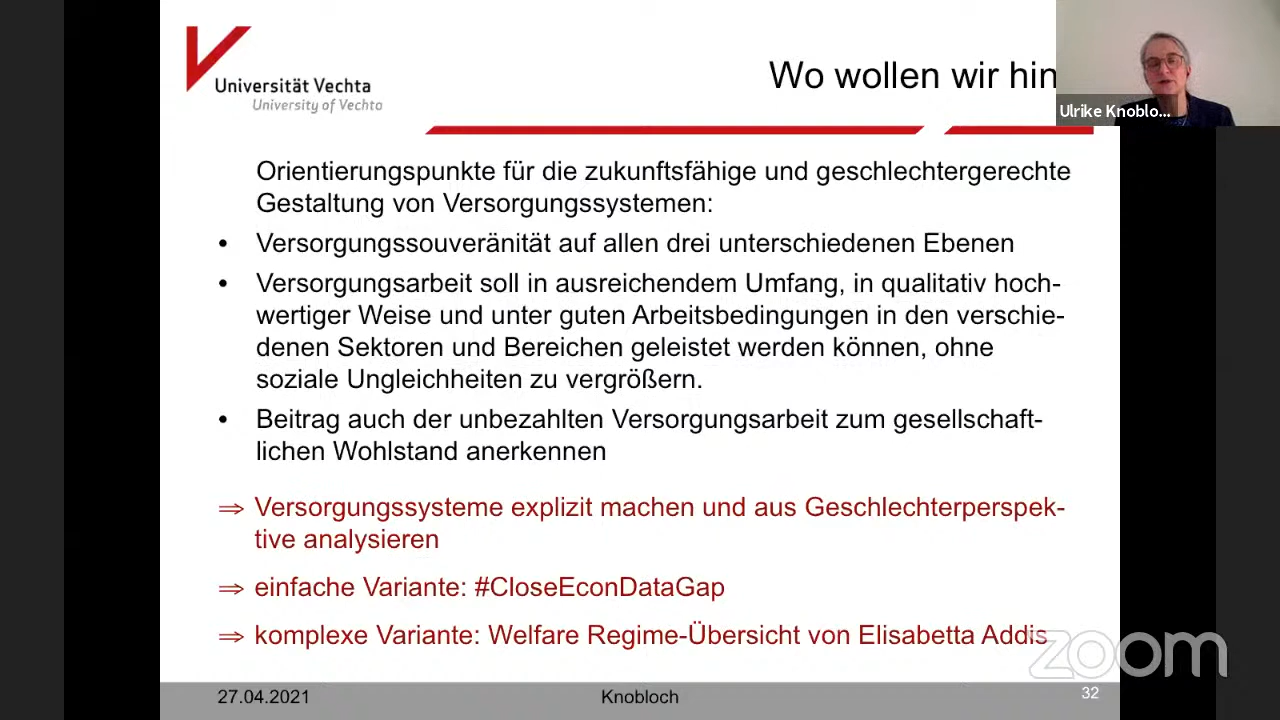 Universität Vechta
University of Vechta
Wo wollen wir hin
Ulrike Knoblo...
Orientierungspunkte für die zukunftsfähige und geschlechtergerechte
Gestaltung von Versorgungssystemen:
• Versorgungssouveränität auf allen drei unterschiedenen Ebenen
• Versorgungsarbeit soll in ausreichendem Umfang, in qualitativ hoch-
wertiger Weise und unter guten Arbeitsbedingungen in den verschie-
denen Sektoren und Bereichen geleistet werden können, ohne
soziale Ungleichheiten zu vergrößern.
• Beitrag auch der unbezahlten Versorgungsarbeit zum gesellschaft-
lichen Wohlstand anerkennen
⇒ Versorgungssysteme explizit machen und aus Geschlechterperspek-
tive analysieren
⇒ einfache Variante: #CloseEconDataGap
⇒ komplexe Variante: Welfare Regime-Übersicht von Elisabetta Addis
zoom
27.04.2021
Knobloch
32